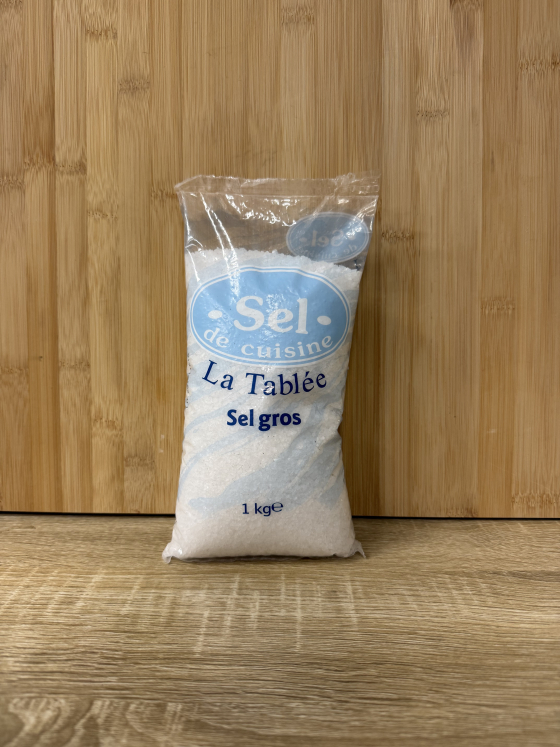 · Sel ·
de cuisine
La Tablée
Sel gros
1 kg℮